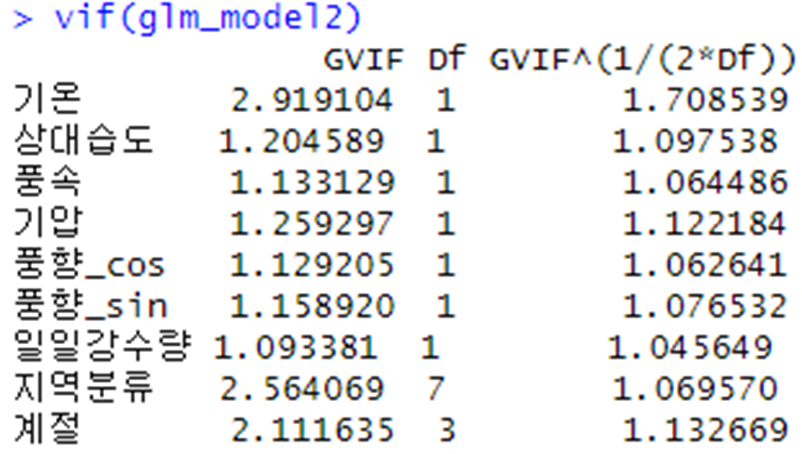 > vif(glm_model2)
GVIF Df GVIF^(1/(2*Df))
기온 2.919104 1 1.708539
상대습도 1.204589 1 1.097538
풍속 1.133129 1 1.064486
기압 1.259297 1 1.122184
풍향_cos 1.129205 1 1.062641
풍향_sin 1.158920 1 1.076532
일일강수량 1.093381 1 1.045649
지역분류 2.564069 7 1.069570
계절 2.111635 3 1.132669